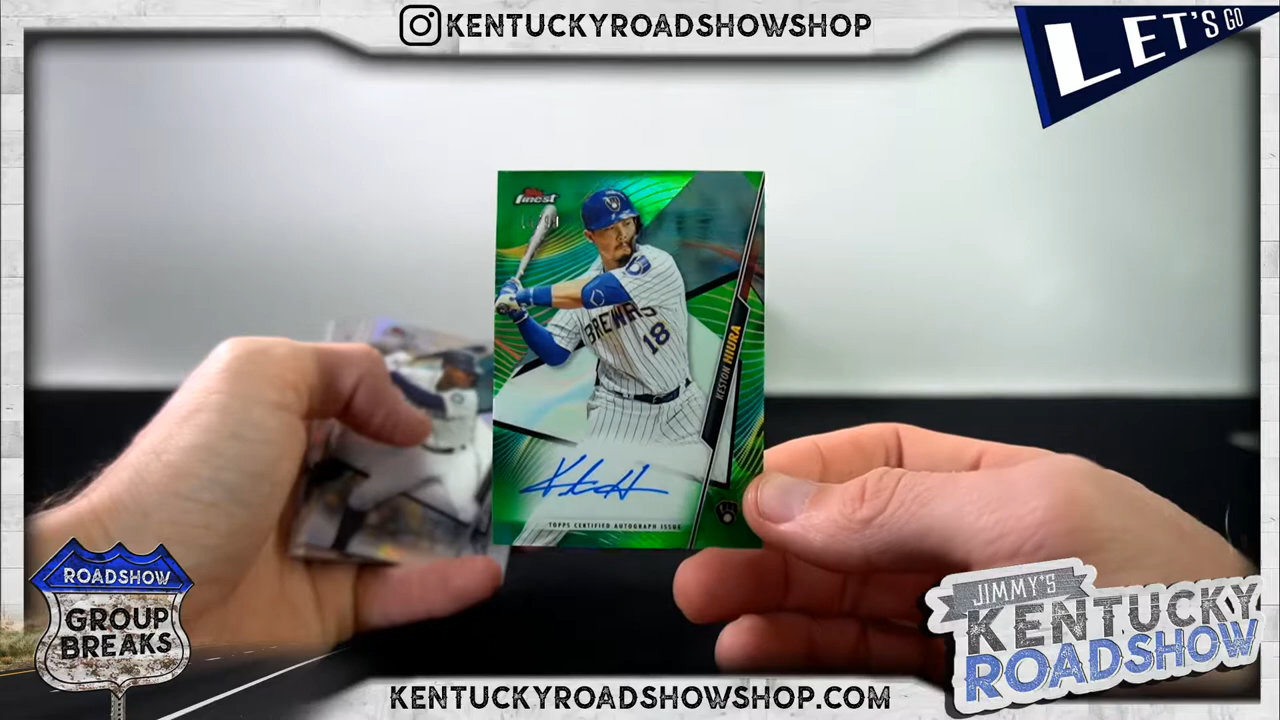 KENTUCKYROADSHOWSHOP
LET'S GO
finest
BREWRS
18
KESTON HIURA
TOPPS CERTIFIED AUTOGRAPH ISSUE
ROADSHOW
GROUP
BREAKS
JIMMY'S
KENTUCKY
ROADSHOW
KENTUCKYROADSHOWSHOP.COM